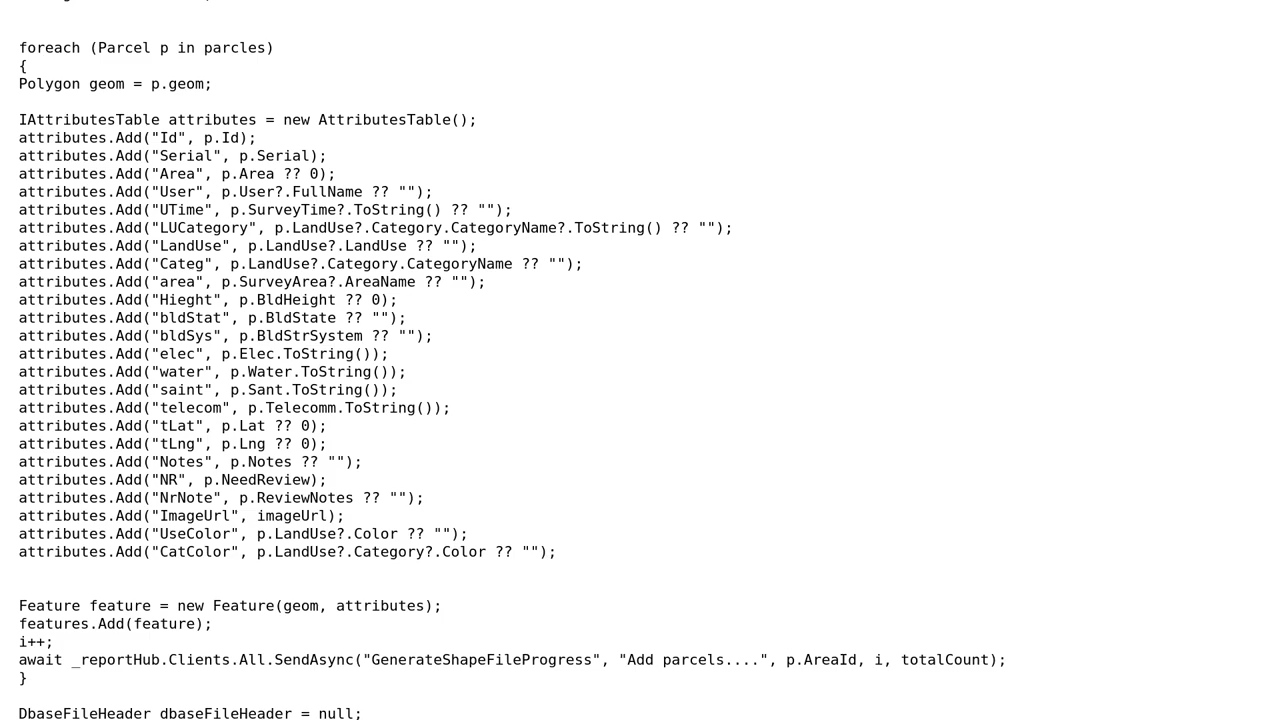 foreach (Parcel p in parcles)
{
Polygon geom = p.geom;
IAttributesTable attributes = new AttributesTable();
attributes.Add("Id", p.Id);
attributes.Add("Serial", p.Serial);
attributes.Add("Area", p.Area ?? 0);
attributes.Add("User", p.User?.FullName ?? "");
attributes.Add("UTime", p.SurveyTime?.ToString() ?? "");
attributes.Add("LUCategory", p.LandUse?.Category.CategoryName?.ToString() ?? "");
attributes.Add("LandUse", p.LandUse?.LandUse ?? "");
attributes.Add("Categ", p.LandUse?.Category.CategoryName ?? "");
attributes.Add("area", p.SurveyArea?.AreaName ?? "");
attributes.Add("Hieght", p.BldHeight ?? 0);
attributes.Add("bldStat", p.BldState ?? "");
attributes.Add("bldSys", p.BldStrSystem ?? "");
attributes.Add("elec", p.Elec.ToString());
attributes.Add("water", p.Water.ToString());
attributes.Add("saint", p.Sant.ToString());
attributes.Add("telecom", p.Telecomm.ToString());
attributes.Add("tLat", p.Lat ?? 0);
attributes.Add("tLng", p.Lng ?? 0);
attributes.Add("Notes", p.Notes ?? "");
attributes.Add("NR", p.NeedReview);
attributes.Add("NrNote", p.ReviewNotes ?? "");
attributes.Add("ImageUrl", imageUrl);
attributes.Add("UseColor", p.LandUse?.Color ?? "");
attributes.Add("CatColor", p.LandUse?.Category?.Color ?? "");
Feature feature = new Feature(geom, attributes);
features.Add(feature);
i++;
await _reportHub.Clients.All.SendAsync("GenerateShapeFileProgress", "Add parcels....", p.AreaId, i, totalCount);
}
DbaseFileHeader dbaseFileHeader = null;